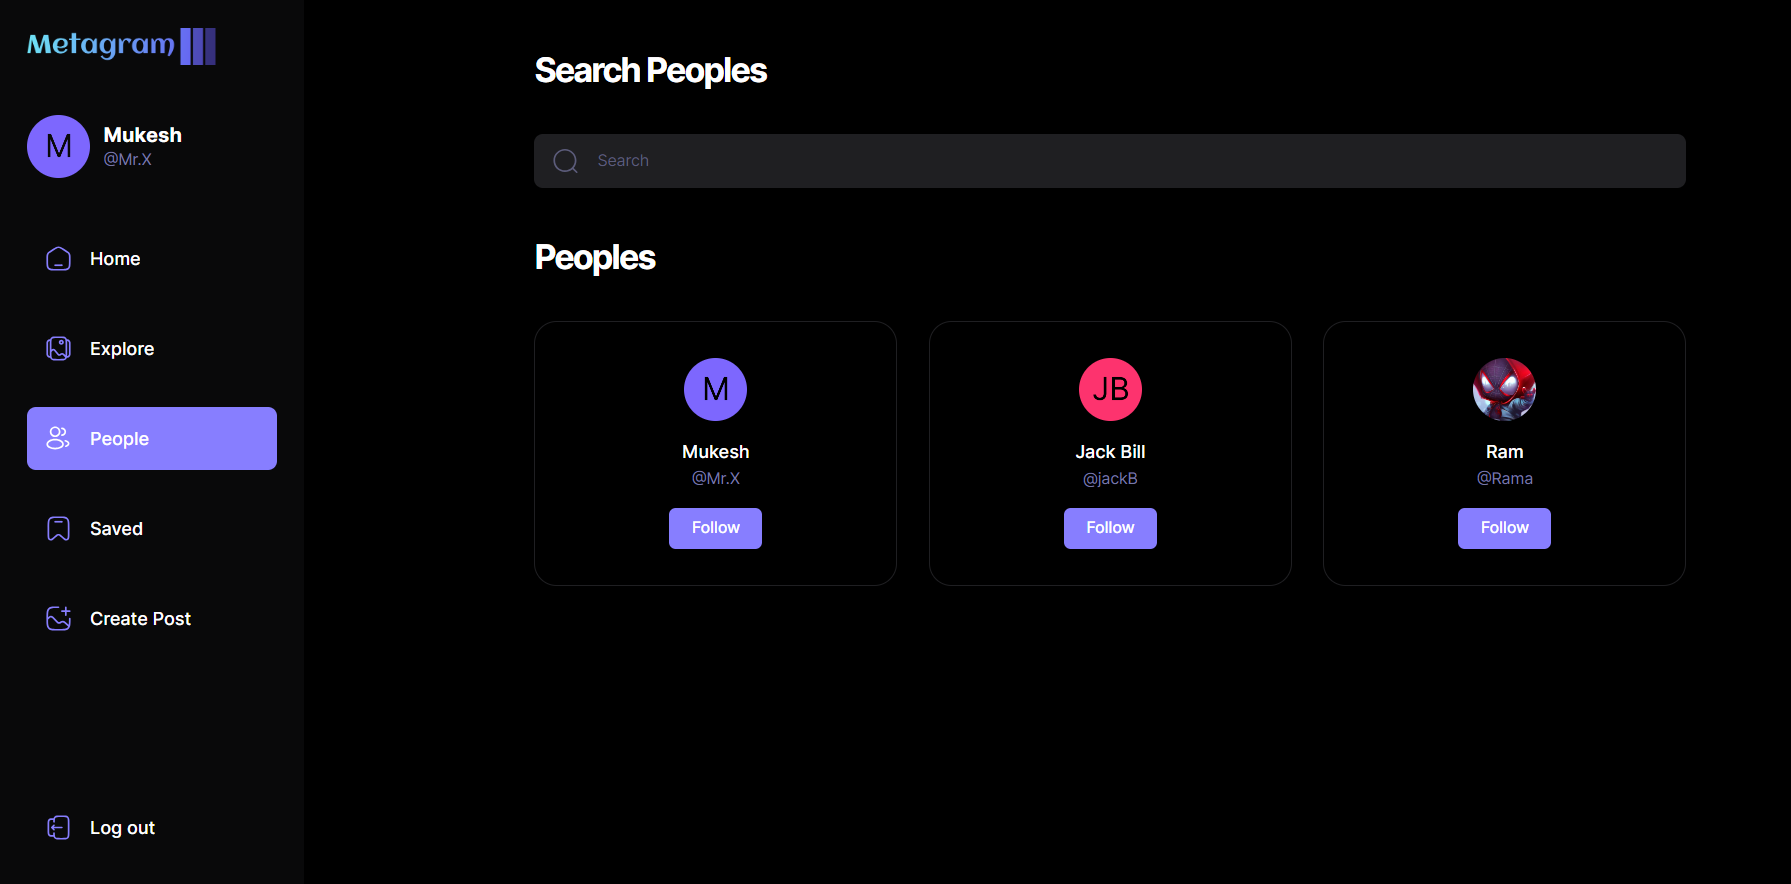 Metagram
M
Mukesh
@Mr.X
Home
Explore
People
Saved
Create Post
Log out
Search Peoples
Search
Peoples
M
Mukesh
@Mr.X
Follow
JB
Jack Bill
@jackB
Follow
Ram
@Rama
Follow